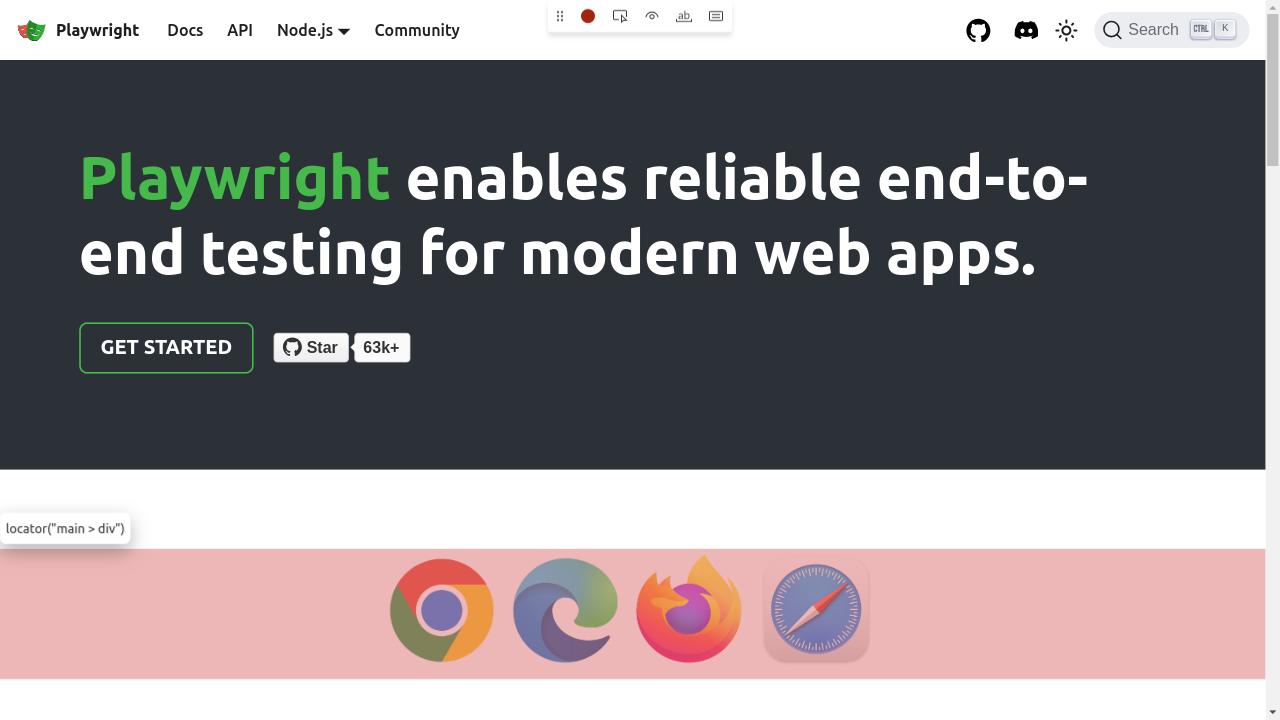 Playwright
Docs
API
Node.js
Community
ab
Search
CTRL
K
Playwright enables reliable end-to-
end testing for modern web apps.
GET STARTED
Star
63k+
locator("main > div")